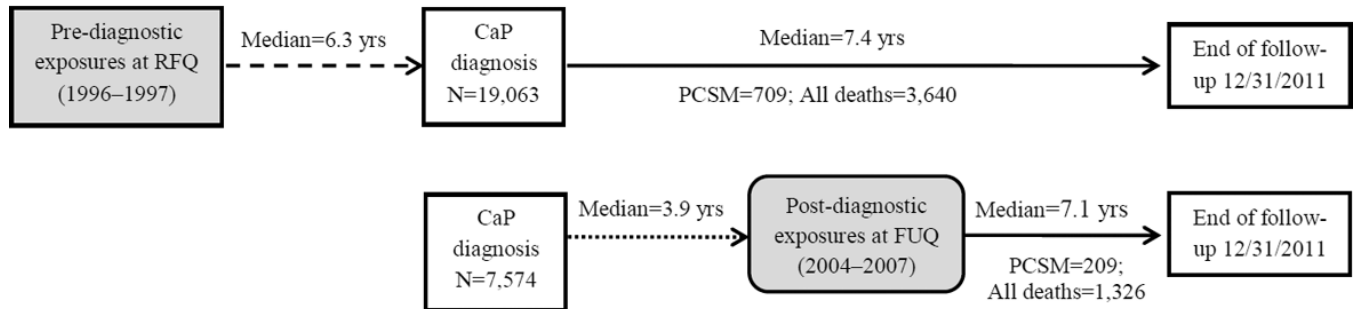 Pre-diagnostic
exposures at RFQ
(1996–1997)
Median=6.3 yrs
CaP
diagnosis
N=19,063
Median=7.4 yrs
PCSM=709; All deaths=3,640
End of follow-
up 12/31/2011
CaP
diagnosis
N=7,574
Median=3.9 yrs
Post-diagnostic
exposures at FUQ
(2004–2007)
Median=7.1 yrs
PCSM=209;
All deaths=1,326
End of follow-
up 12/31/2011